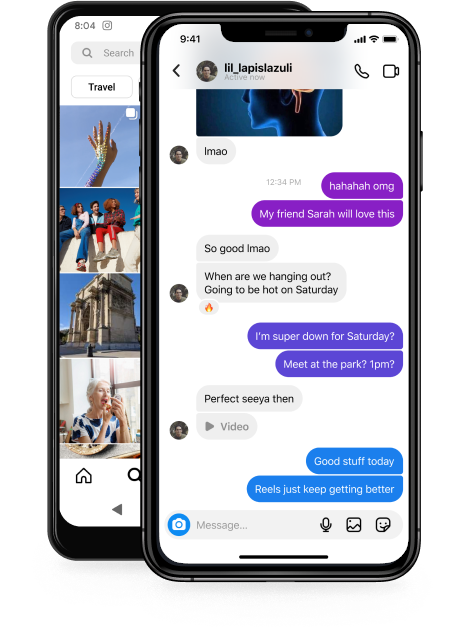 8:04
Search
Travel
9:41
lil_lapislazuli
Active now
lmao
12:34 PM
hahahah omg
My friend Sarah will love this
So good lmao
When are we hanging out?
Going to be hot on Saturday
I'm super down for Saturday?
Meet at the park? 1pm?
Perfect seeya then
Video
Good stuff today
Reels just keep getting better
Message...